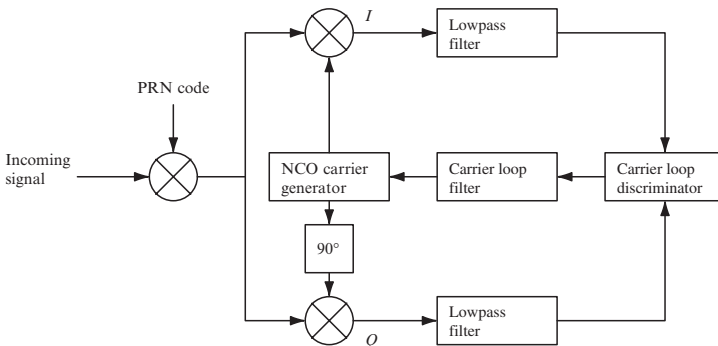 I
Lowpass
filter
PRN code
Incoming
signal
NCO carrier
generator
Carrier loop
filter
Carrier loop
discriminator
90°
Lowpass
filter
O